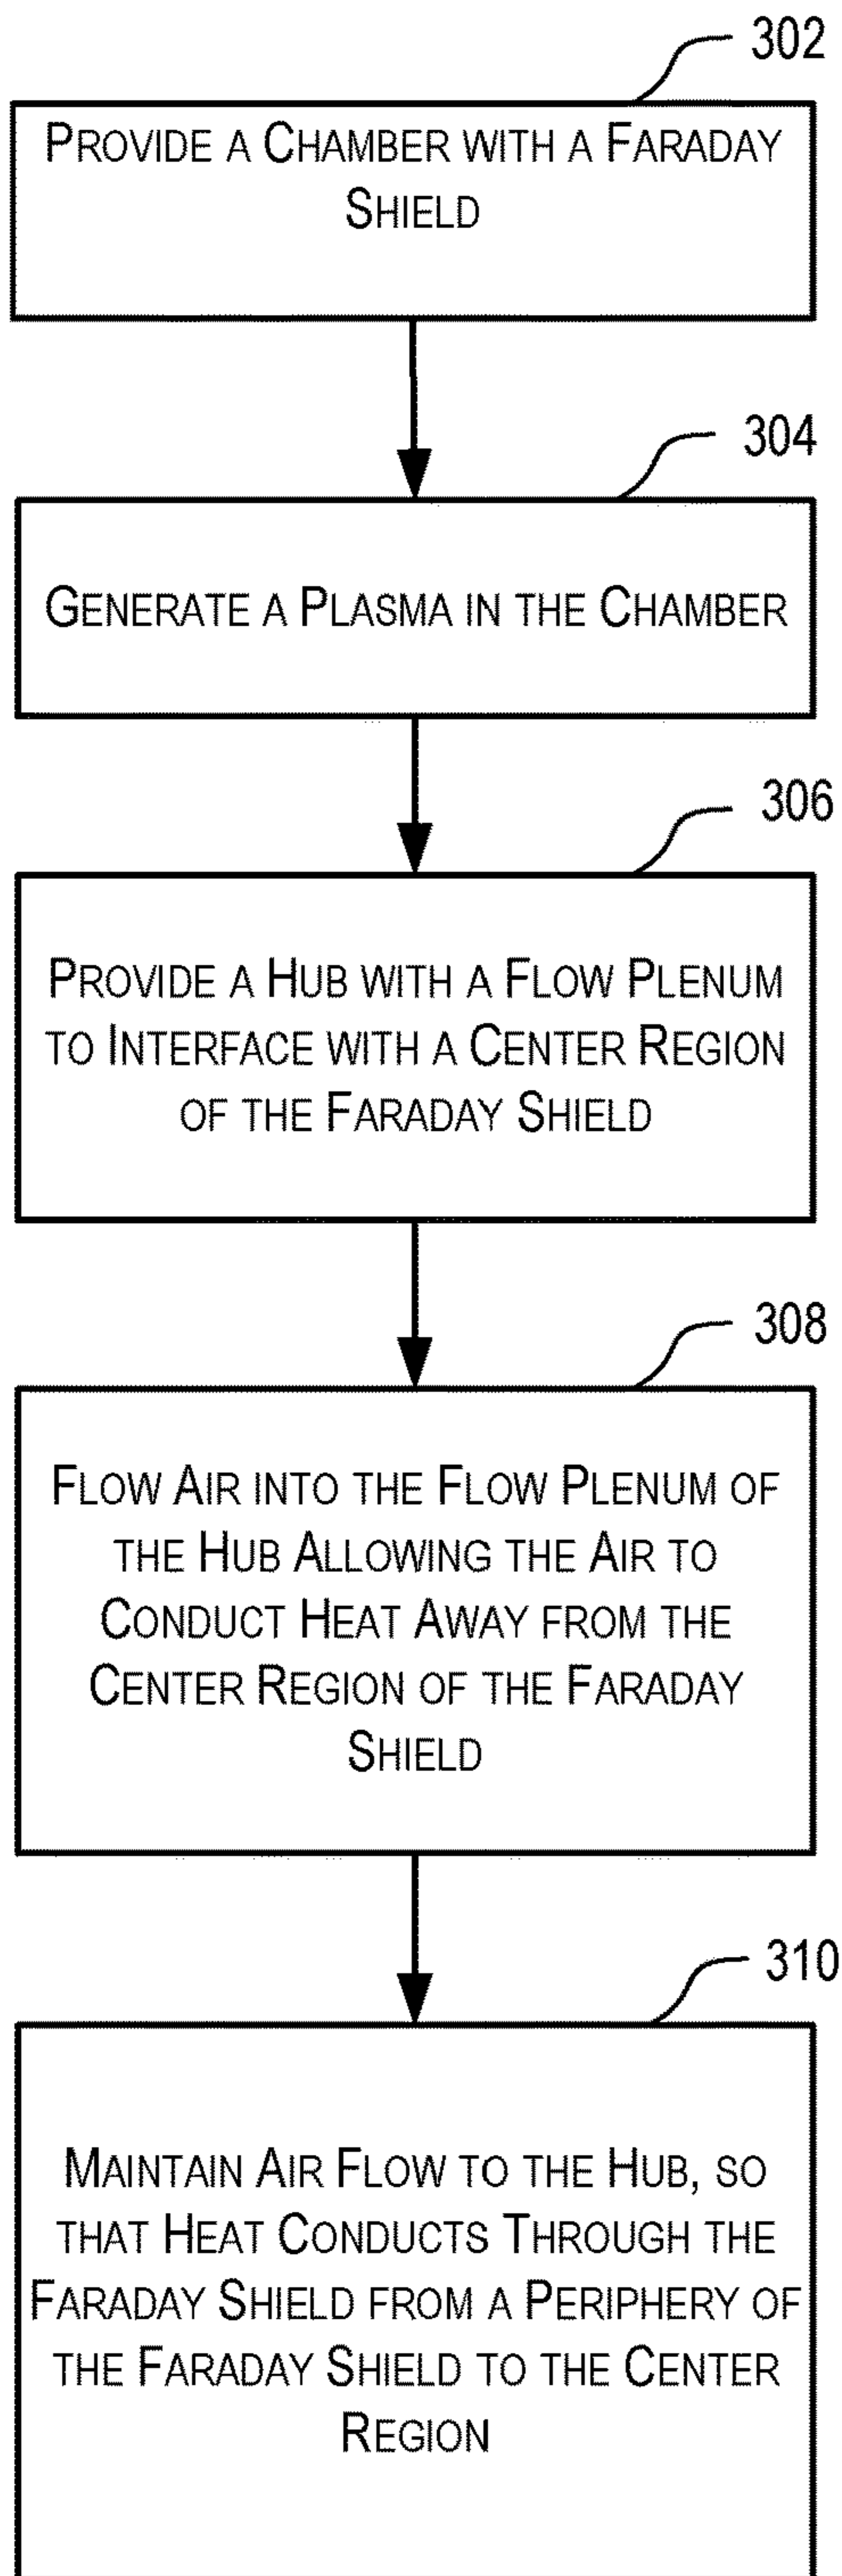 302
PROVIDE A CHAMBER WITH A FARADAY
SHIELD
304
GENERATE A PLASMA IN THE CHAMBER
306
PROVIDE A HUB WITH A FLOW PLENUM
TO INTERFACE WITH A CENTER REGION
OF THE FARADAY SHIELD
308
FLOW AIR INTO THE FLOW PLENUM OF
THE HUB ALLOWING THE AIR TO
CONDUCT HEAT AWAY FROM THE
CENTER REGION OF THE FARADAY
SHIELD
310
MAINTAIN AIR FLOW TO THE HUB, SO
THAT HEAT CONDUCTS THROUGH THE
FARADAY SHIELD FROM A PERIPHERY OF
THE FARADAY SHIELD TO THE CENTER
REGION